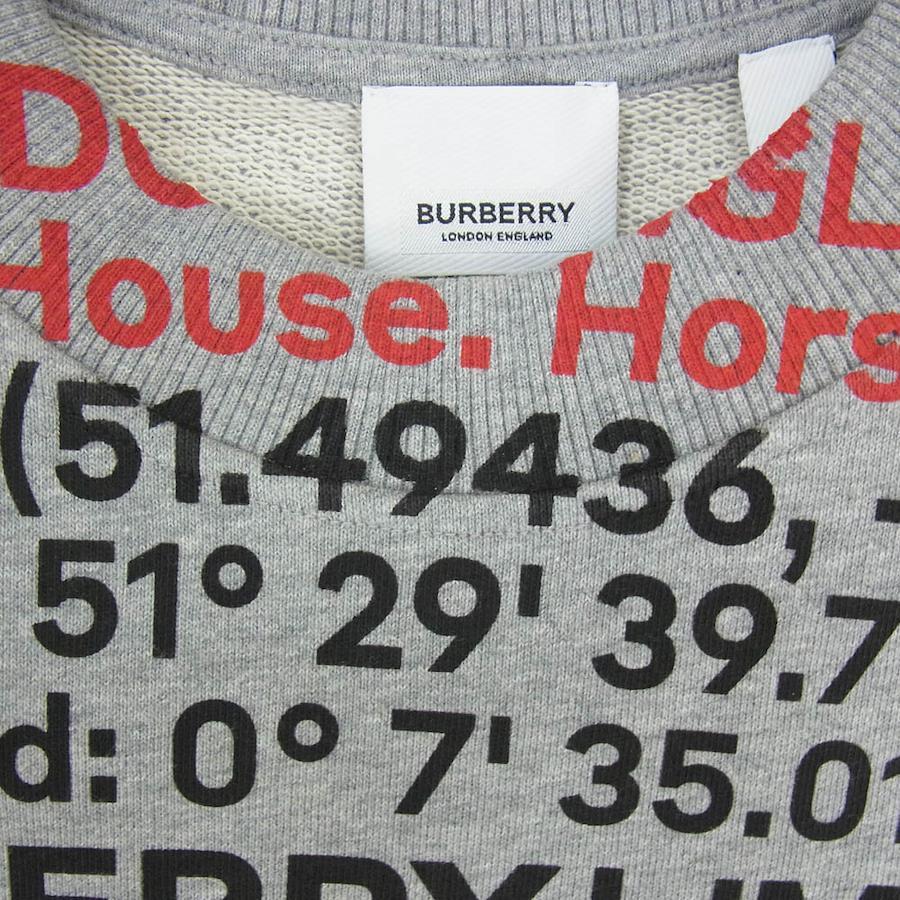 BURBERRY
LONDON ENGLAND
House. Hors
(51.49436, -
51° 29' 39.7
d: 0° 7' 35.01